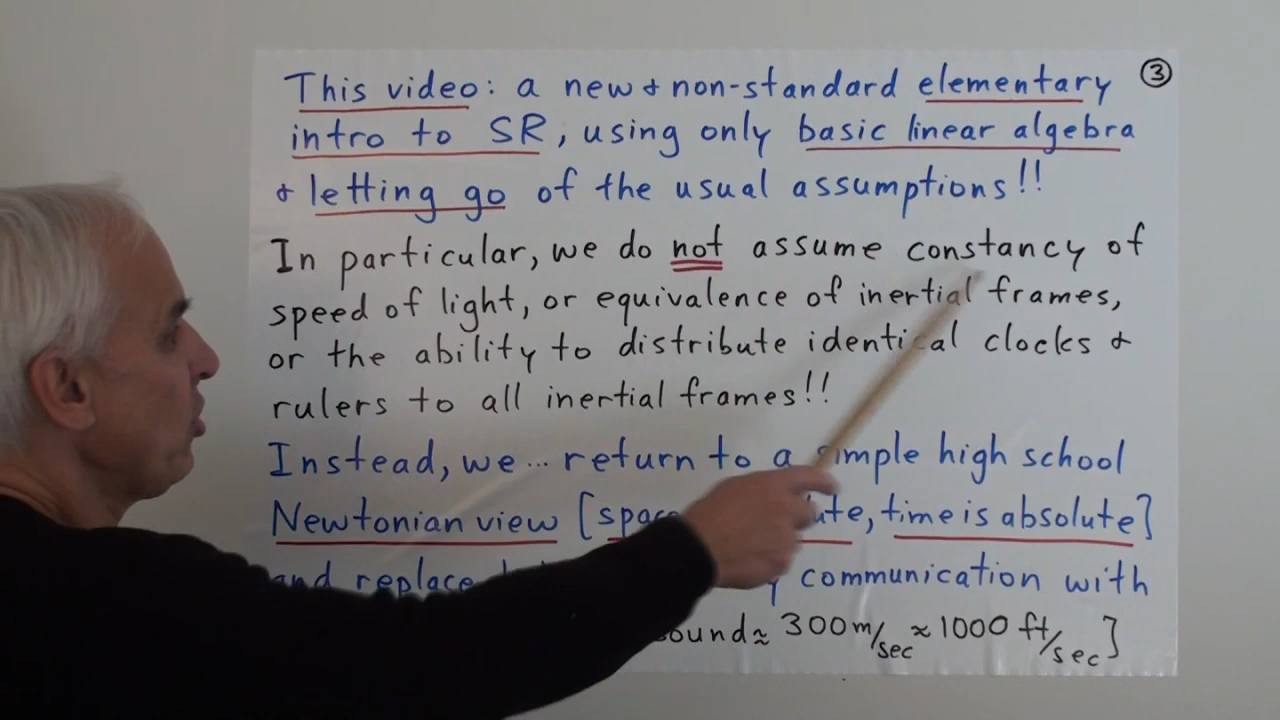 ③
This video: a new & non-standard elementary
intro to SR, using only basic linear algebra
& letting go of the usual assumptions!!
In particular, we do not assume constancy of
speed of light, or equivalence of inertial frames,
or the ability to distribute identical clocks &
rulers to all inertial frames!!
Instead, we... return to a simple high school
Newtonian view [space time is absolute]
and replace communication with
sound ≈ 300 m/sec ≈ 1000 ft/sec]